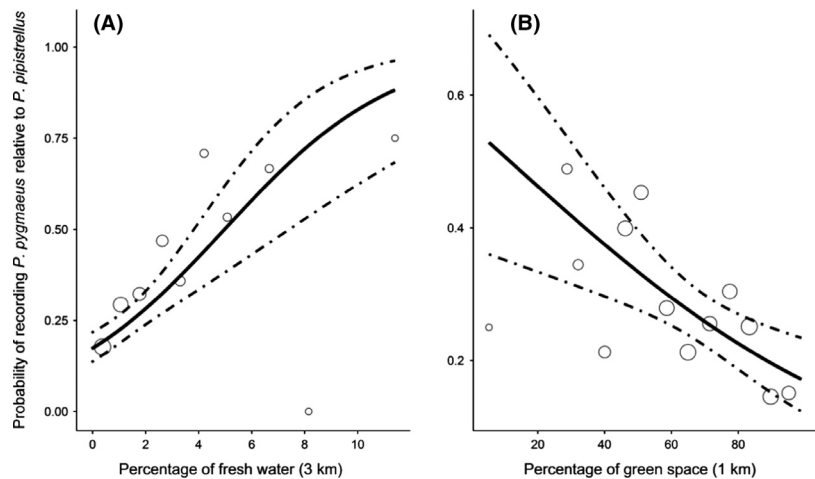 (A)
(B)
Probability of recording P. pygmaeus relative to P. pipistrellus
1.00
0.75
0.50
0.25
0.00
0 2 4 6 8 10
Percentage of fresh water (3 km)
0.6
0.4
0.2
20 40 60 80
Percentage of green space (1 km)